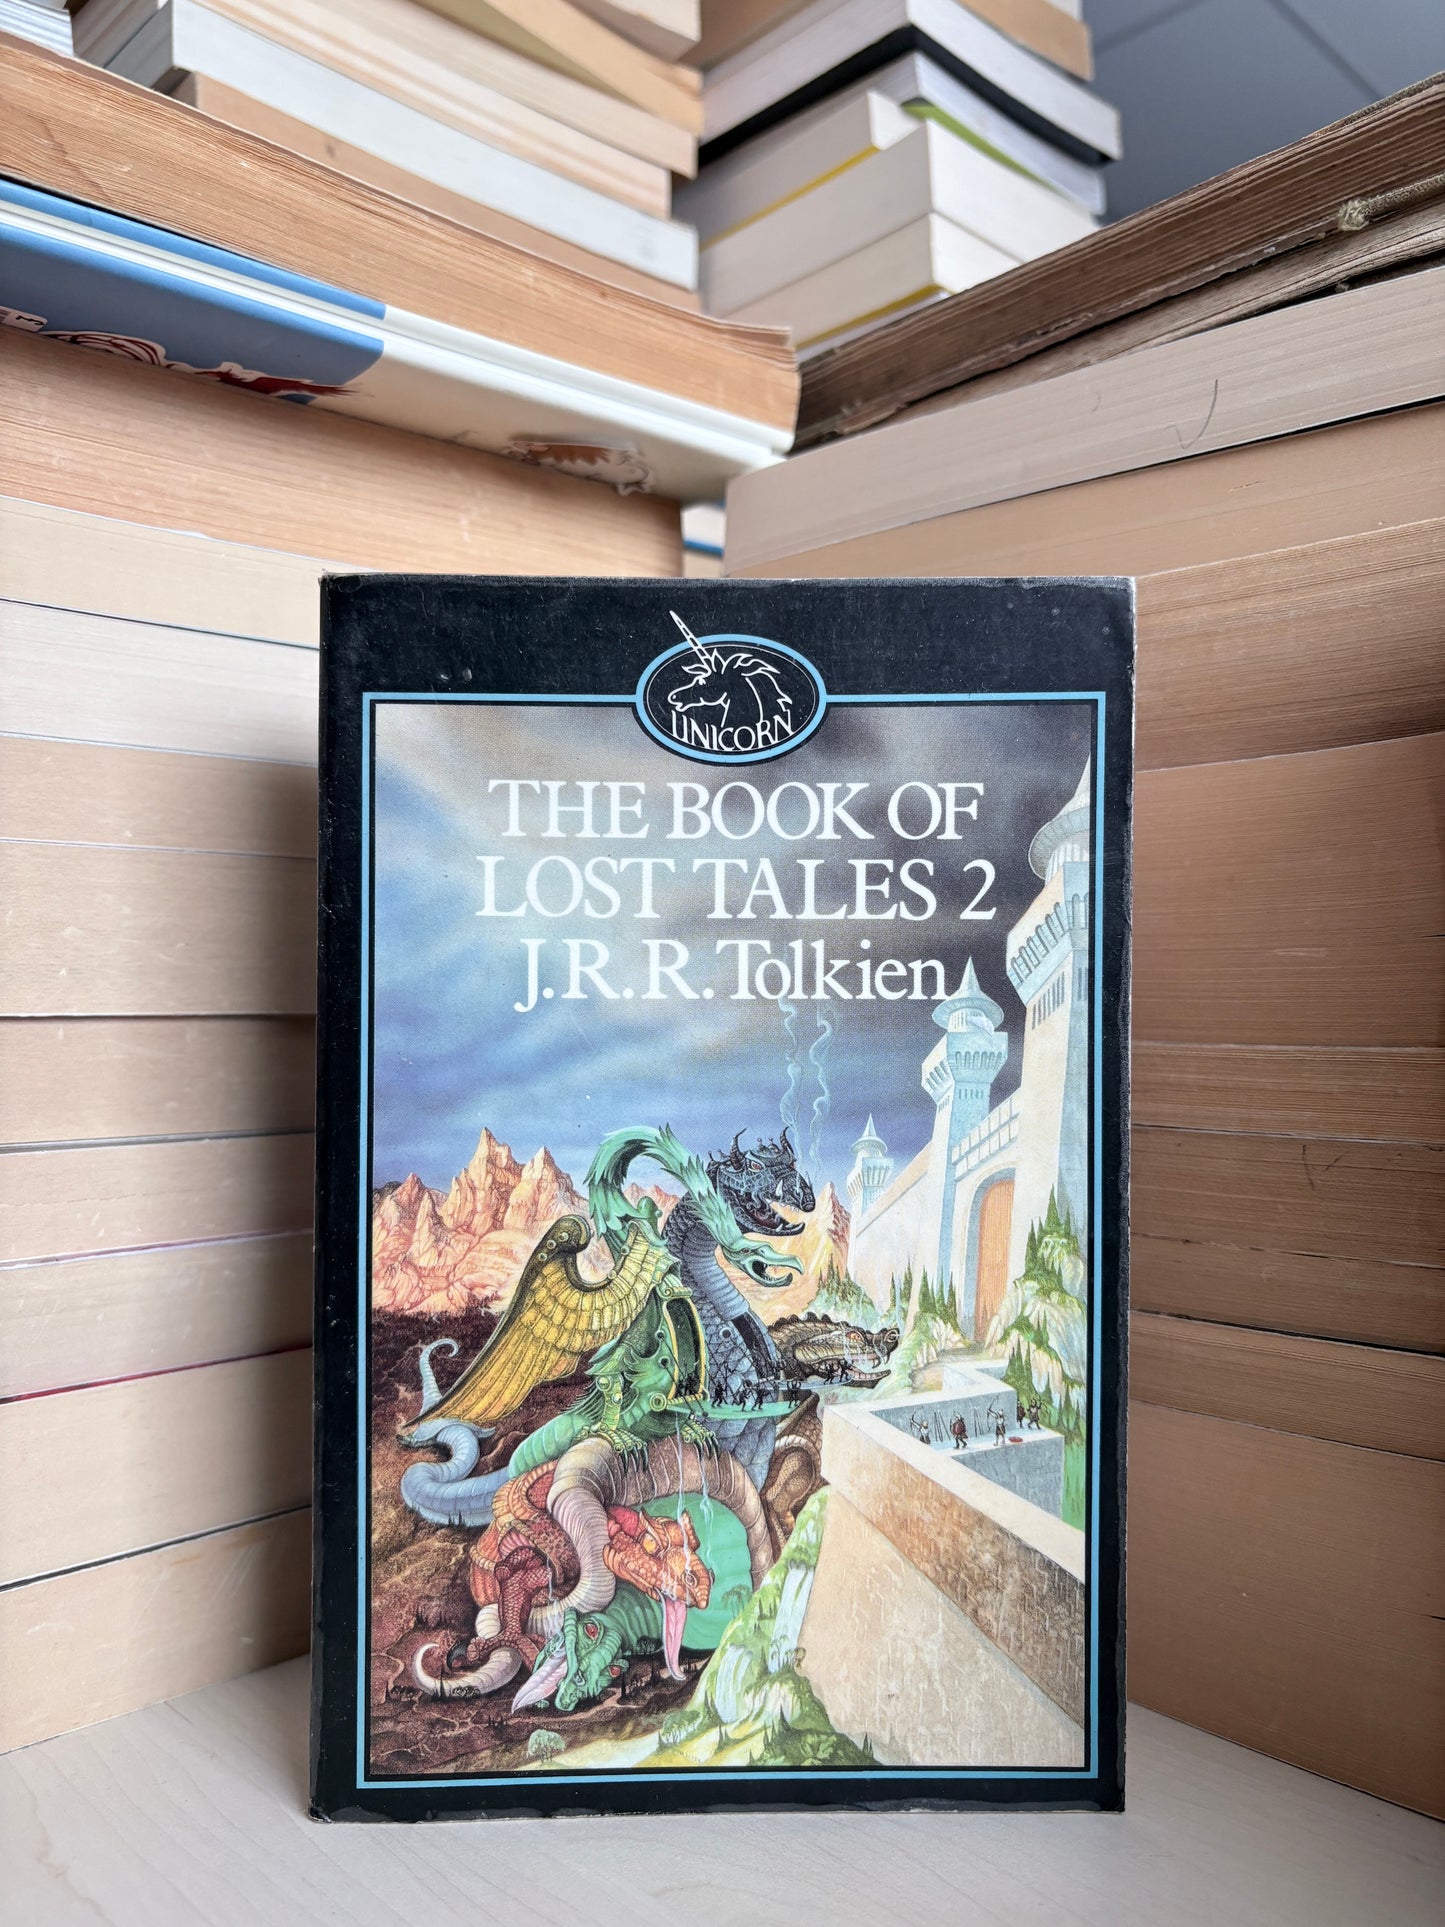 UNICORN
THE BOOK OF
LOST TALES 2
J.R.R. Tolkien